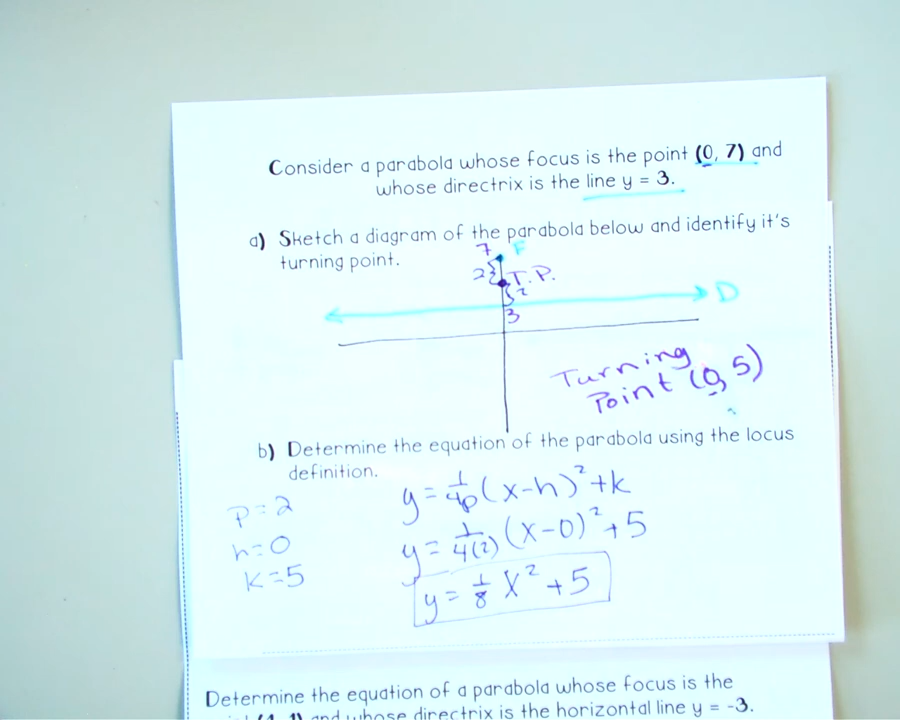 Consider a parabola whose focus is the point (0, 7) and
whose directrix is the line y = 3.
a) Sketch a diagram of the parabola below and identify it's
turning point.
7 F
2 T.P.
2
D
3
Turning
Point (0, 5)
b) Determine the equation of the parabola using the locus
definition.
P=2
h=0
K=5
y = 1/4p (x-h)² + k
y = 1/4(2) (x-0)² + 5
y = 1/8 x² + 5
Determine the equation of a parabola whose focus is the
and whose directrix is the horizontal line y = -3.